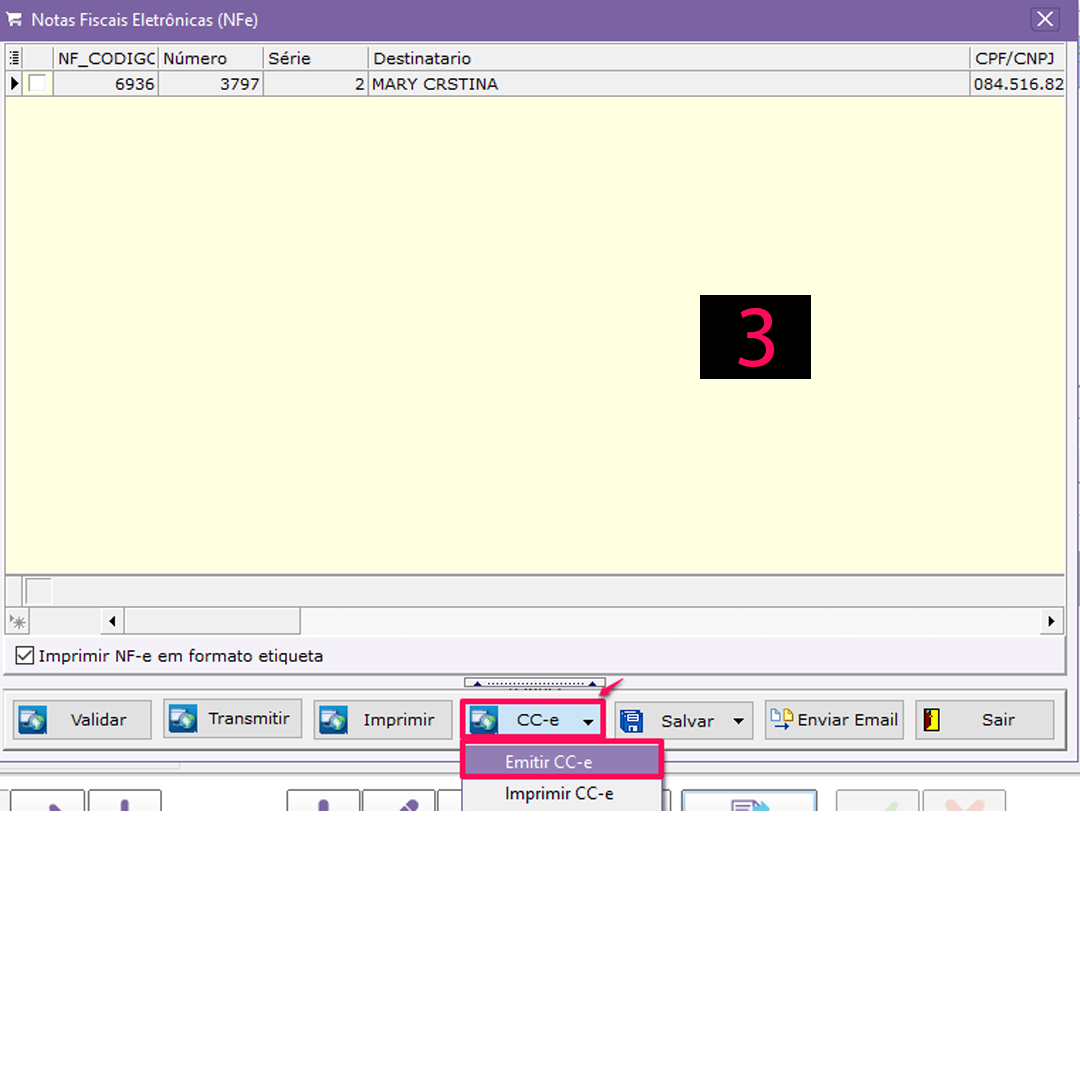 Notas Fiscais Eletrônicas (NFe)
NF_CODIGO Número Série Destinatario CPF/CNPJ
6936 3797 2 MARY CRSTINA 084.516.82
3
Imprimir NF-e em formato etiqueta
Validar Transmitir Imprimir CC-e Salvar Enviar Email Sair
Emitir CC-e
Imprimir CC-e